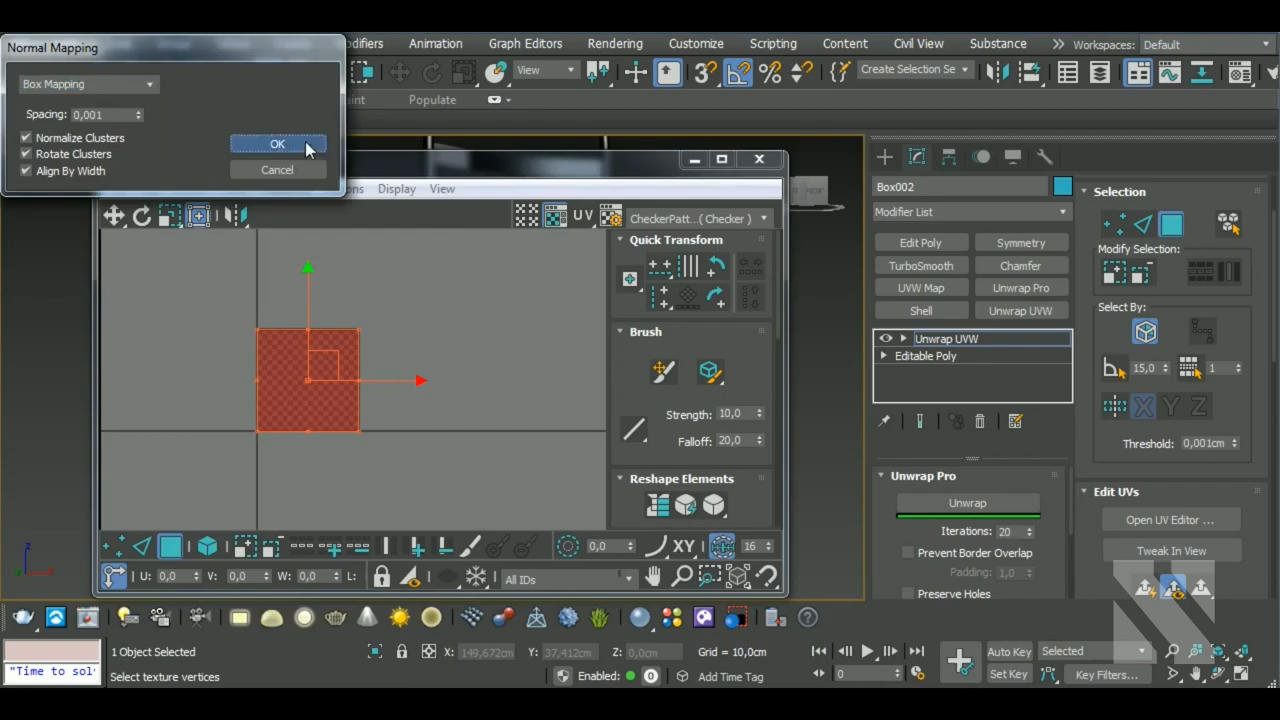 Normal Mapping
difiers Animation Graph Editors Rendering Customize Scripting Content Civil View Substance Workspaces: Default
Box Mapping
View
Create Selection Se
Spacing: 0,001
Populate
Normalize Clusters
Rotate Clusters
Align By Width
OK
Cancel
ons Display View
UV CheckerPatt...( Checker )
Quick Transform
Brush
Strength: 10,0
Falloff: 20,0
Reshape Elements
XY 16
0,0
U: 0,0 V: 0,0 W: 0,0 L: All IDs
Box002
Modifier List
Edit Poly Symmetry
TurboSmooth Chamfer
UVW Map Unwrap Pro
Shell Unwrap UVW
Unwrap UVW
Editable Poly
Unwrap Pro
Unwrap
Iterations: 20
Prevent Border Overlap
Padding: 1,0
Preserve Holes
Selection
Modify Selection:
Select By:
15,0 1
X Y Z
Threshold: 0,001cm
Edit UVs
Open UV Editor ...
Tweak In View
FRONT
z
x
"Time to sol
1 Object Selected
Select texture vertices
X: 149,672cm Y: 37,412cm Z: 0,0cm Grid = 10,0cm
Enabled: 0 Add Time Tag
0
Auto Key Selected
Set Key Key Filters...